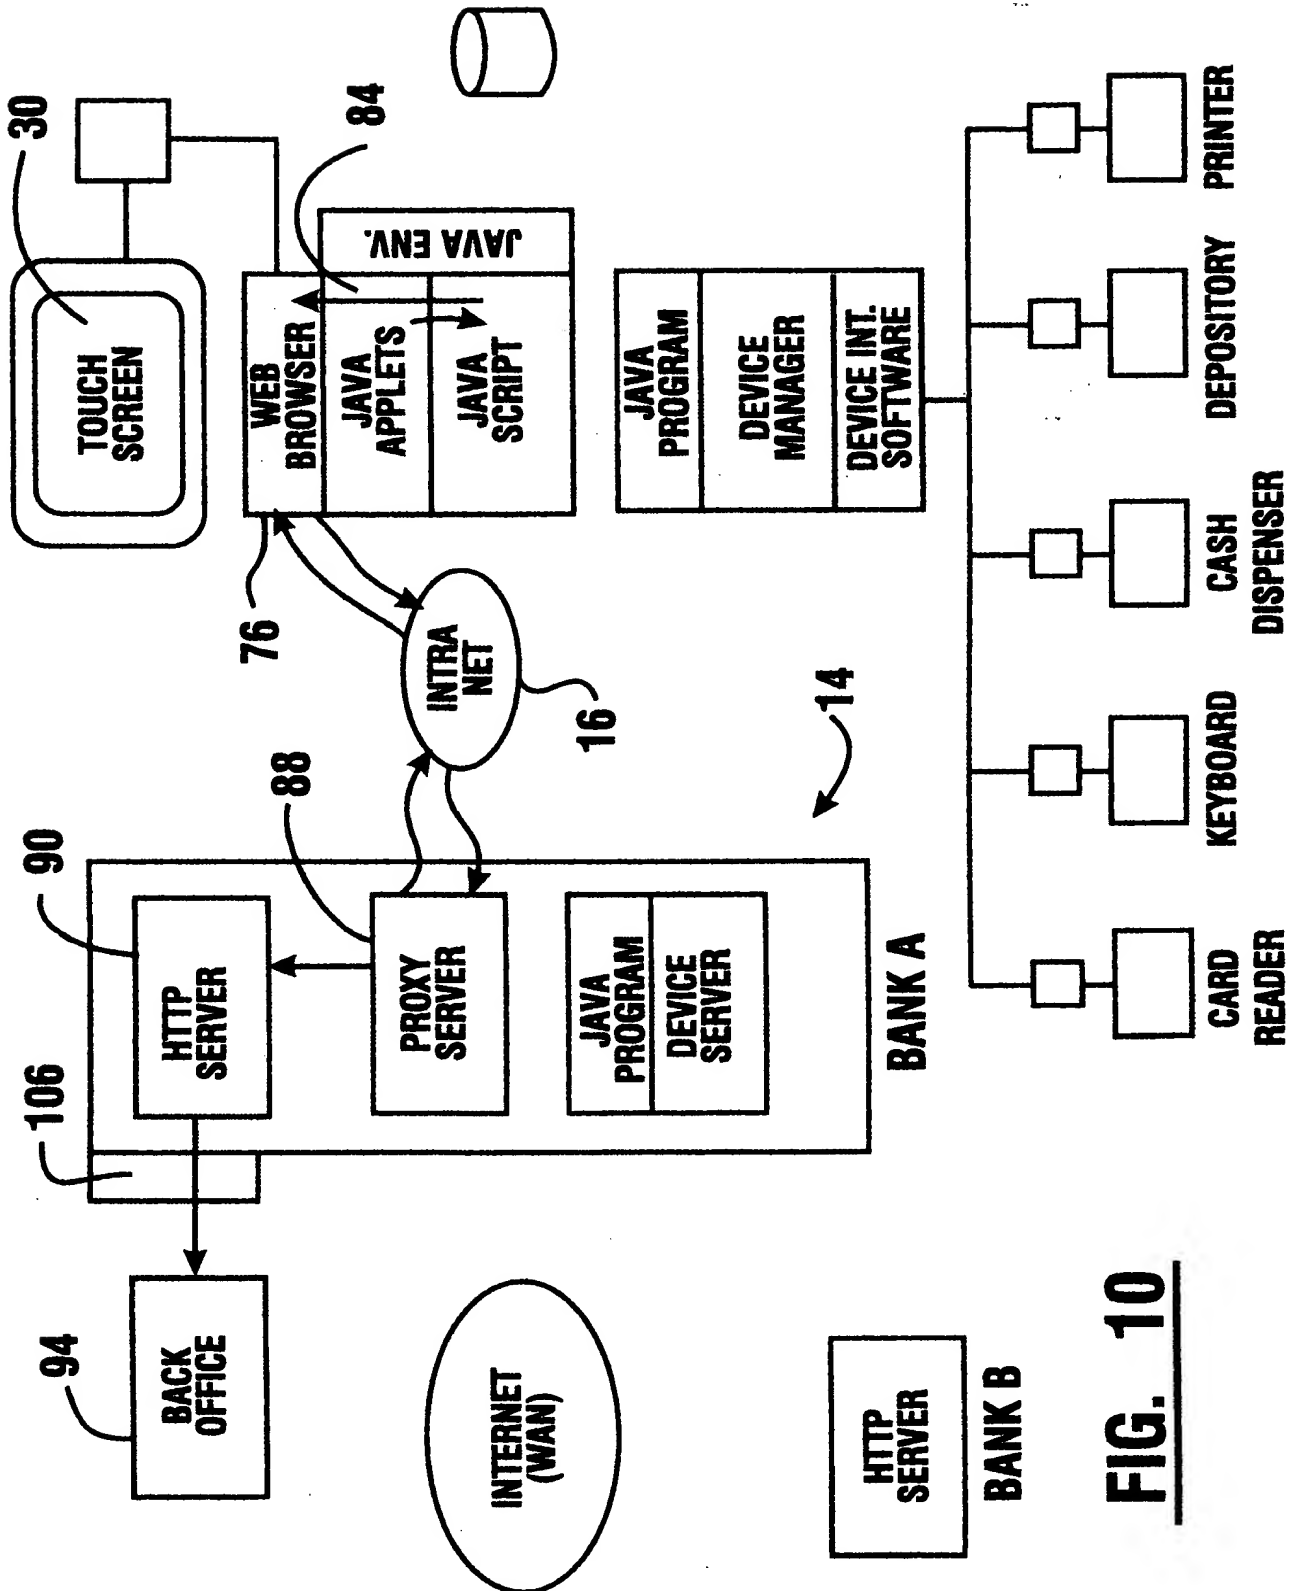 94
BACK
OFFICE
106
90
HTTP
SERVER
88
PROXY
SERVER
JAVA
PROGRAM
DEVICE
SERVER
BANK A
INTERNET
(WAN)
HTTP
SERVER
BANK B
INTRA
NET
16
14
30
TOUCH
SCREEN
76
WEB
BROWSER
84
JAVA
APPLETS
JAVA
SCRIPT
JAVA ENV.
JAVA
PROGRAM
DEVICE
MANAGER
DEVICE INT.
SOFTWARE
CARD
READER
KEYBOARD
CASH
DISPENSER
DEPOSITORY
PRINTER
FIG. 10